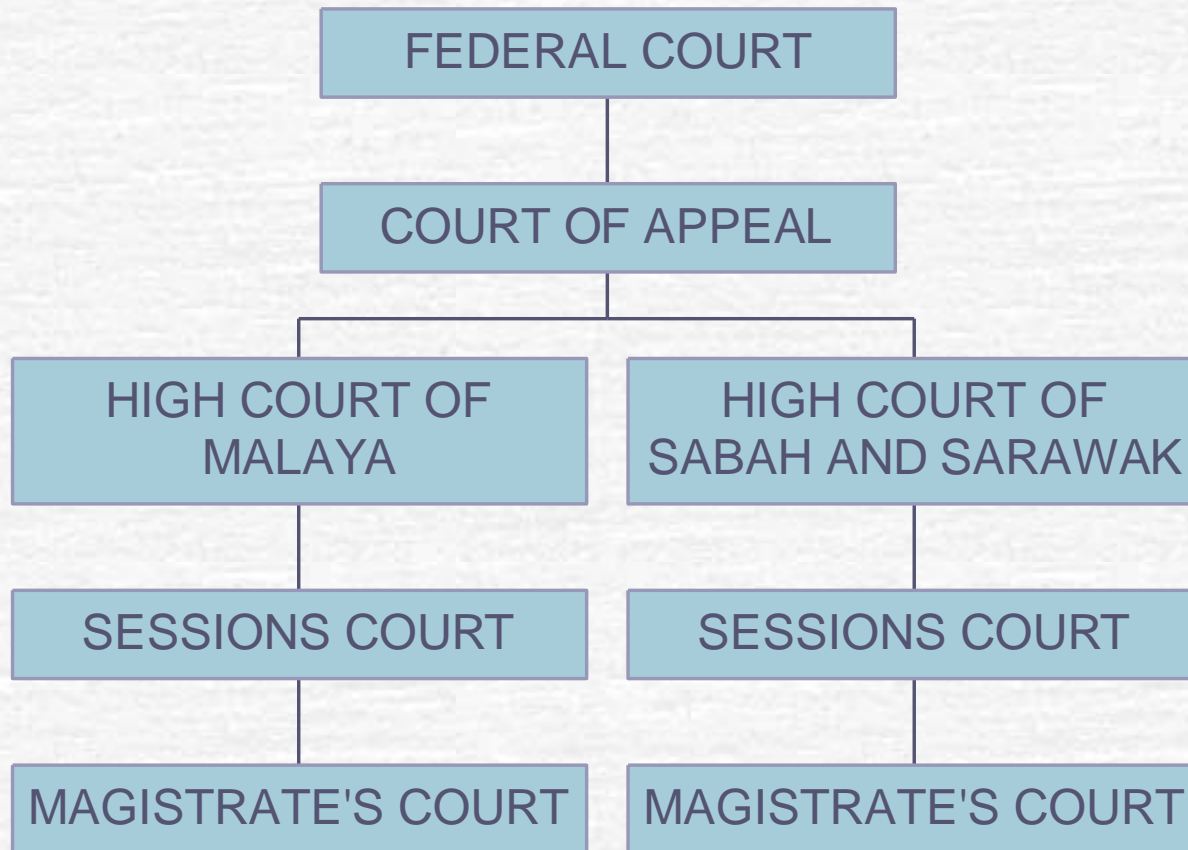 FEDERAL COURT
COURT OF APPEAL
HIGH COURT OF
MALAYA
HIGH COURT OF
SABAH AND SARAWAK
SESSIONS COURT
SESSIONS COURT
MAGISTRATE'S COURT
MAGISTRATE'S COURT